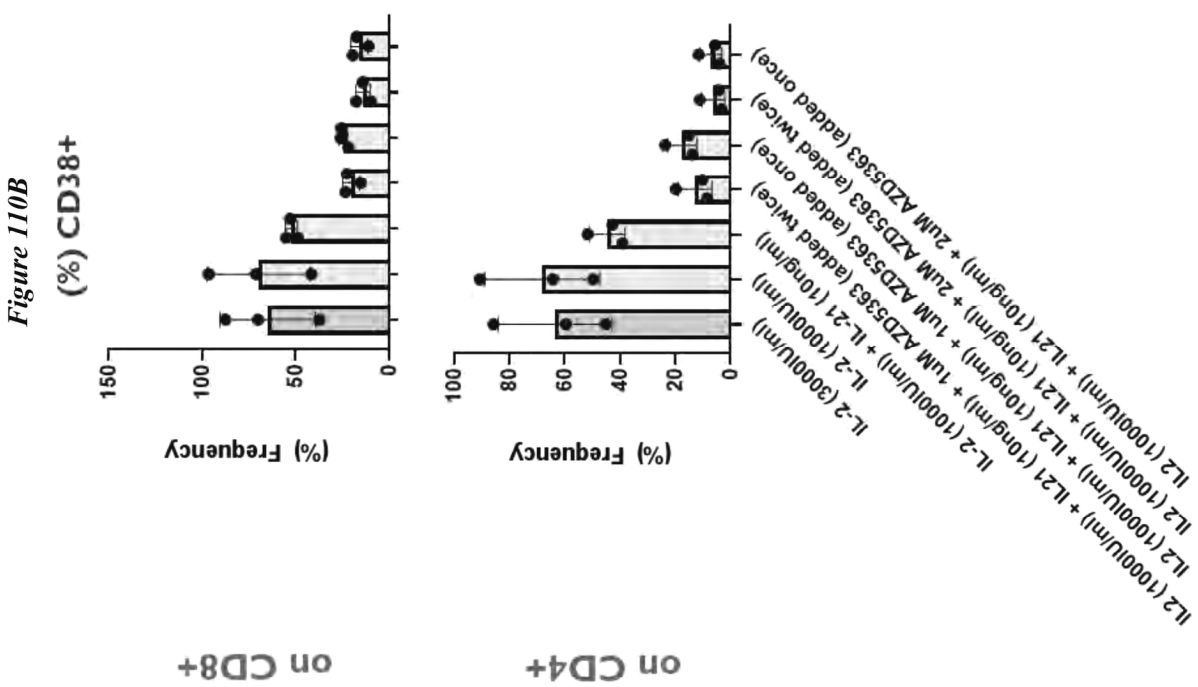 Figure 110B
(%) CD38+
on CD8+
(%) Frequency
150
100
50
0
on CD4+
(%) Frequency
100
80
60
40
20
0
IL-2 (3000IU/ml)
IL-2 (1000IU/ml)
IL-2 (1000IU/ml) + IL-21 (10ng/ml)
IL2 (1000IU/ml) + IL21 (10ng/ml) + 1uM AZD5363 (added twice)
IL2 (1000IU/ml) + IL21 (10ng/ml) + 1uM AZD5363 (added once)
IL2 (1000IU/ml) + IL21 (10ng/ml) + 2uM AZD5363 (added twice)
IL2 (1000IU/ml) + IL21 (10ng/ml) + 2uM AZD5363 (added once)